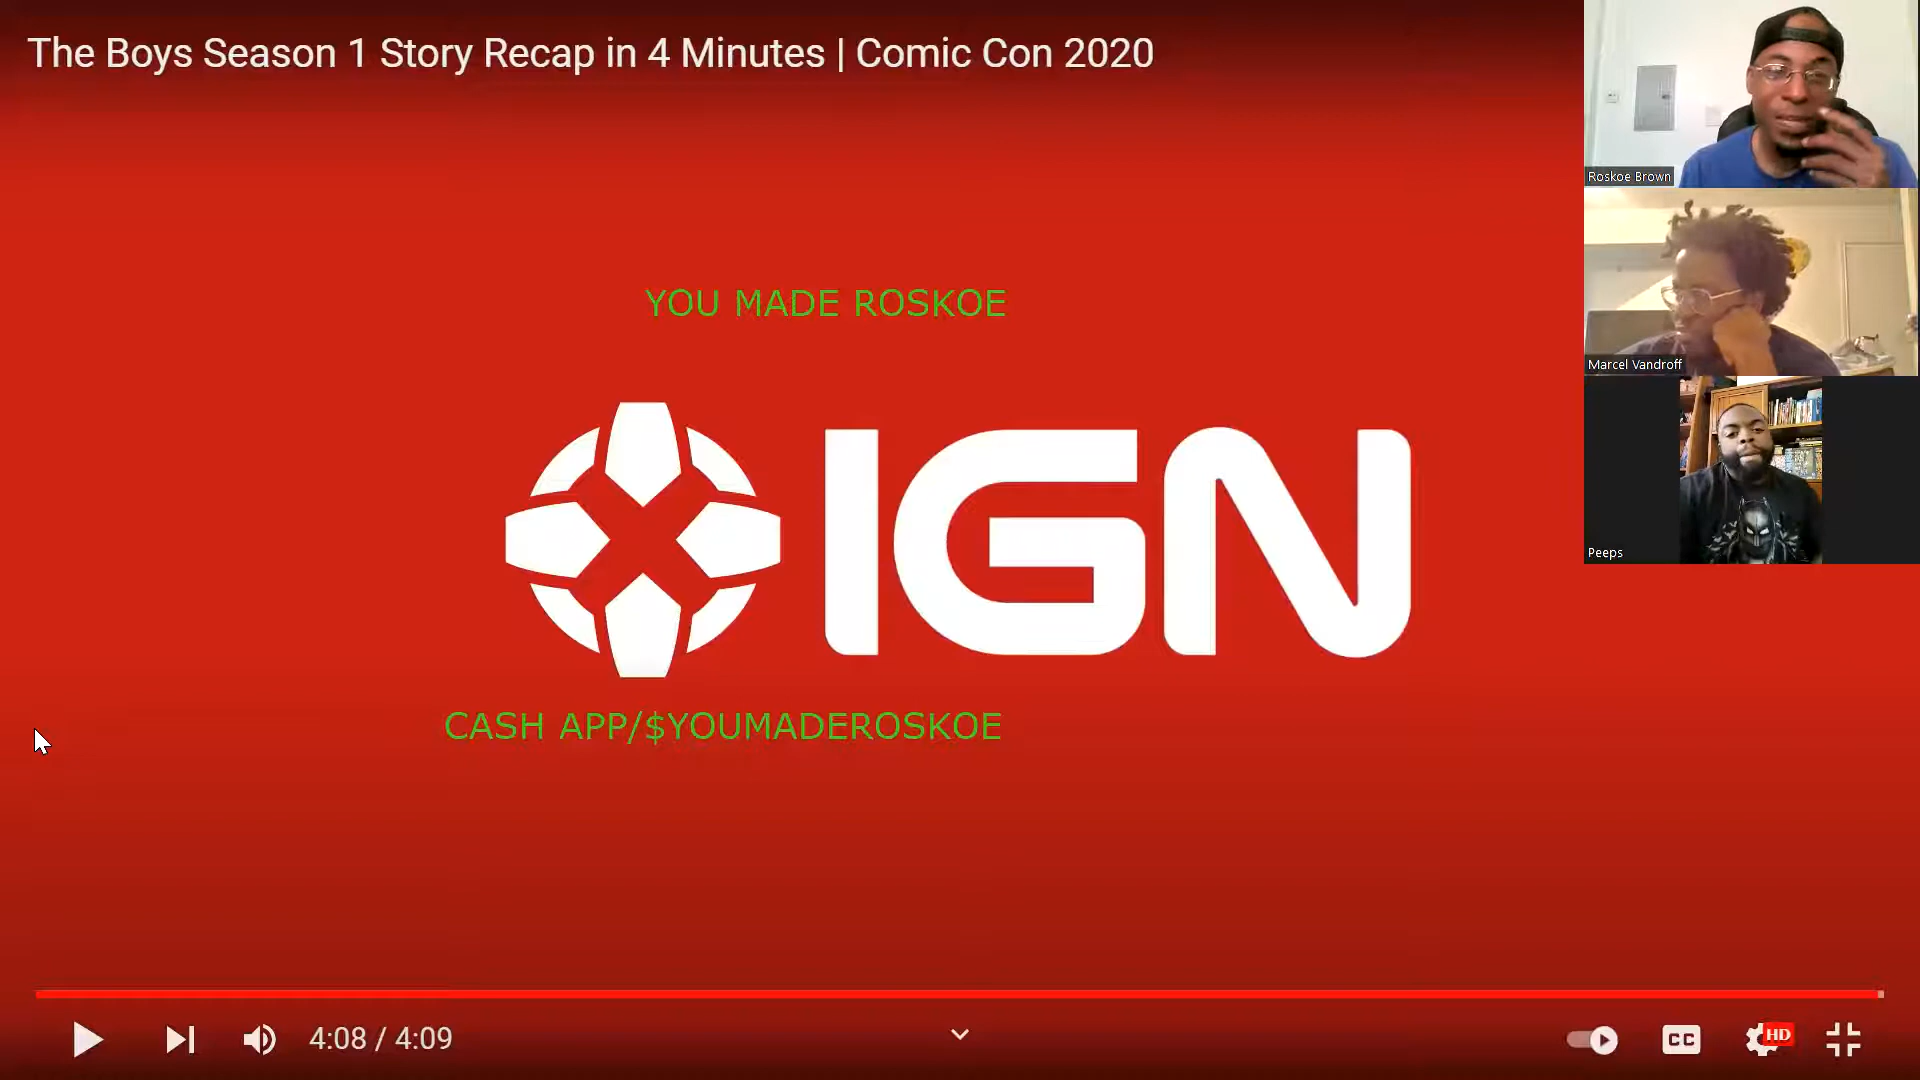 The Boys Season 1 Story Recap in 4 Minutes | Comic Con 2020
Roskoe Brown
YOU MADE ROSKOE
Marcel Vandroff
IGN
Peeps
CASH APP/$YOUMADEROSKOE
4:08 / 4:09
CC
HD